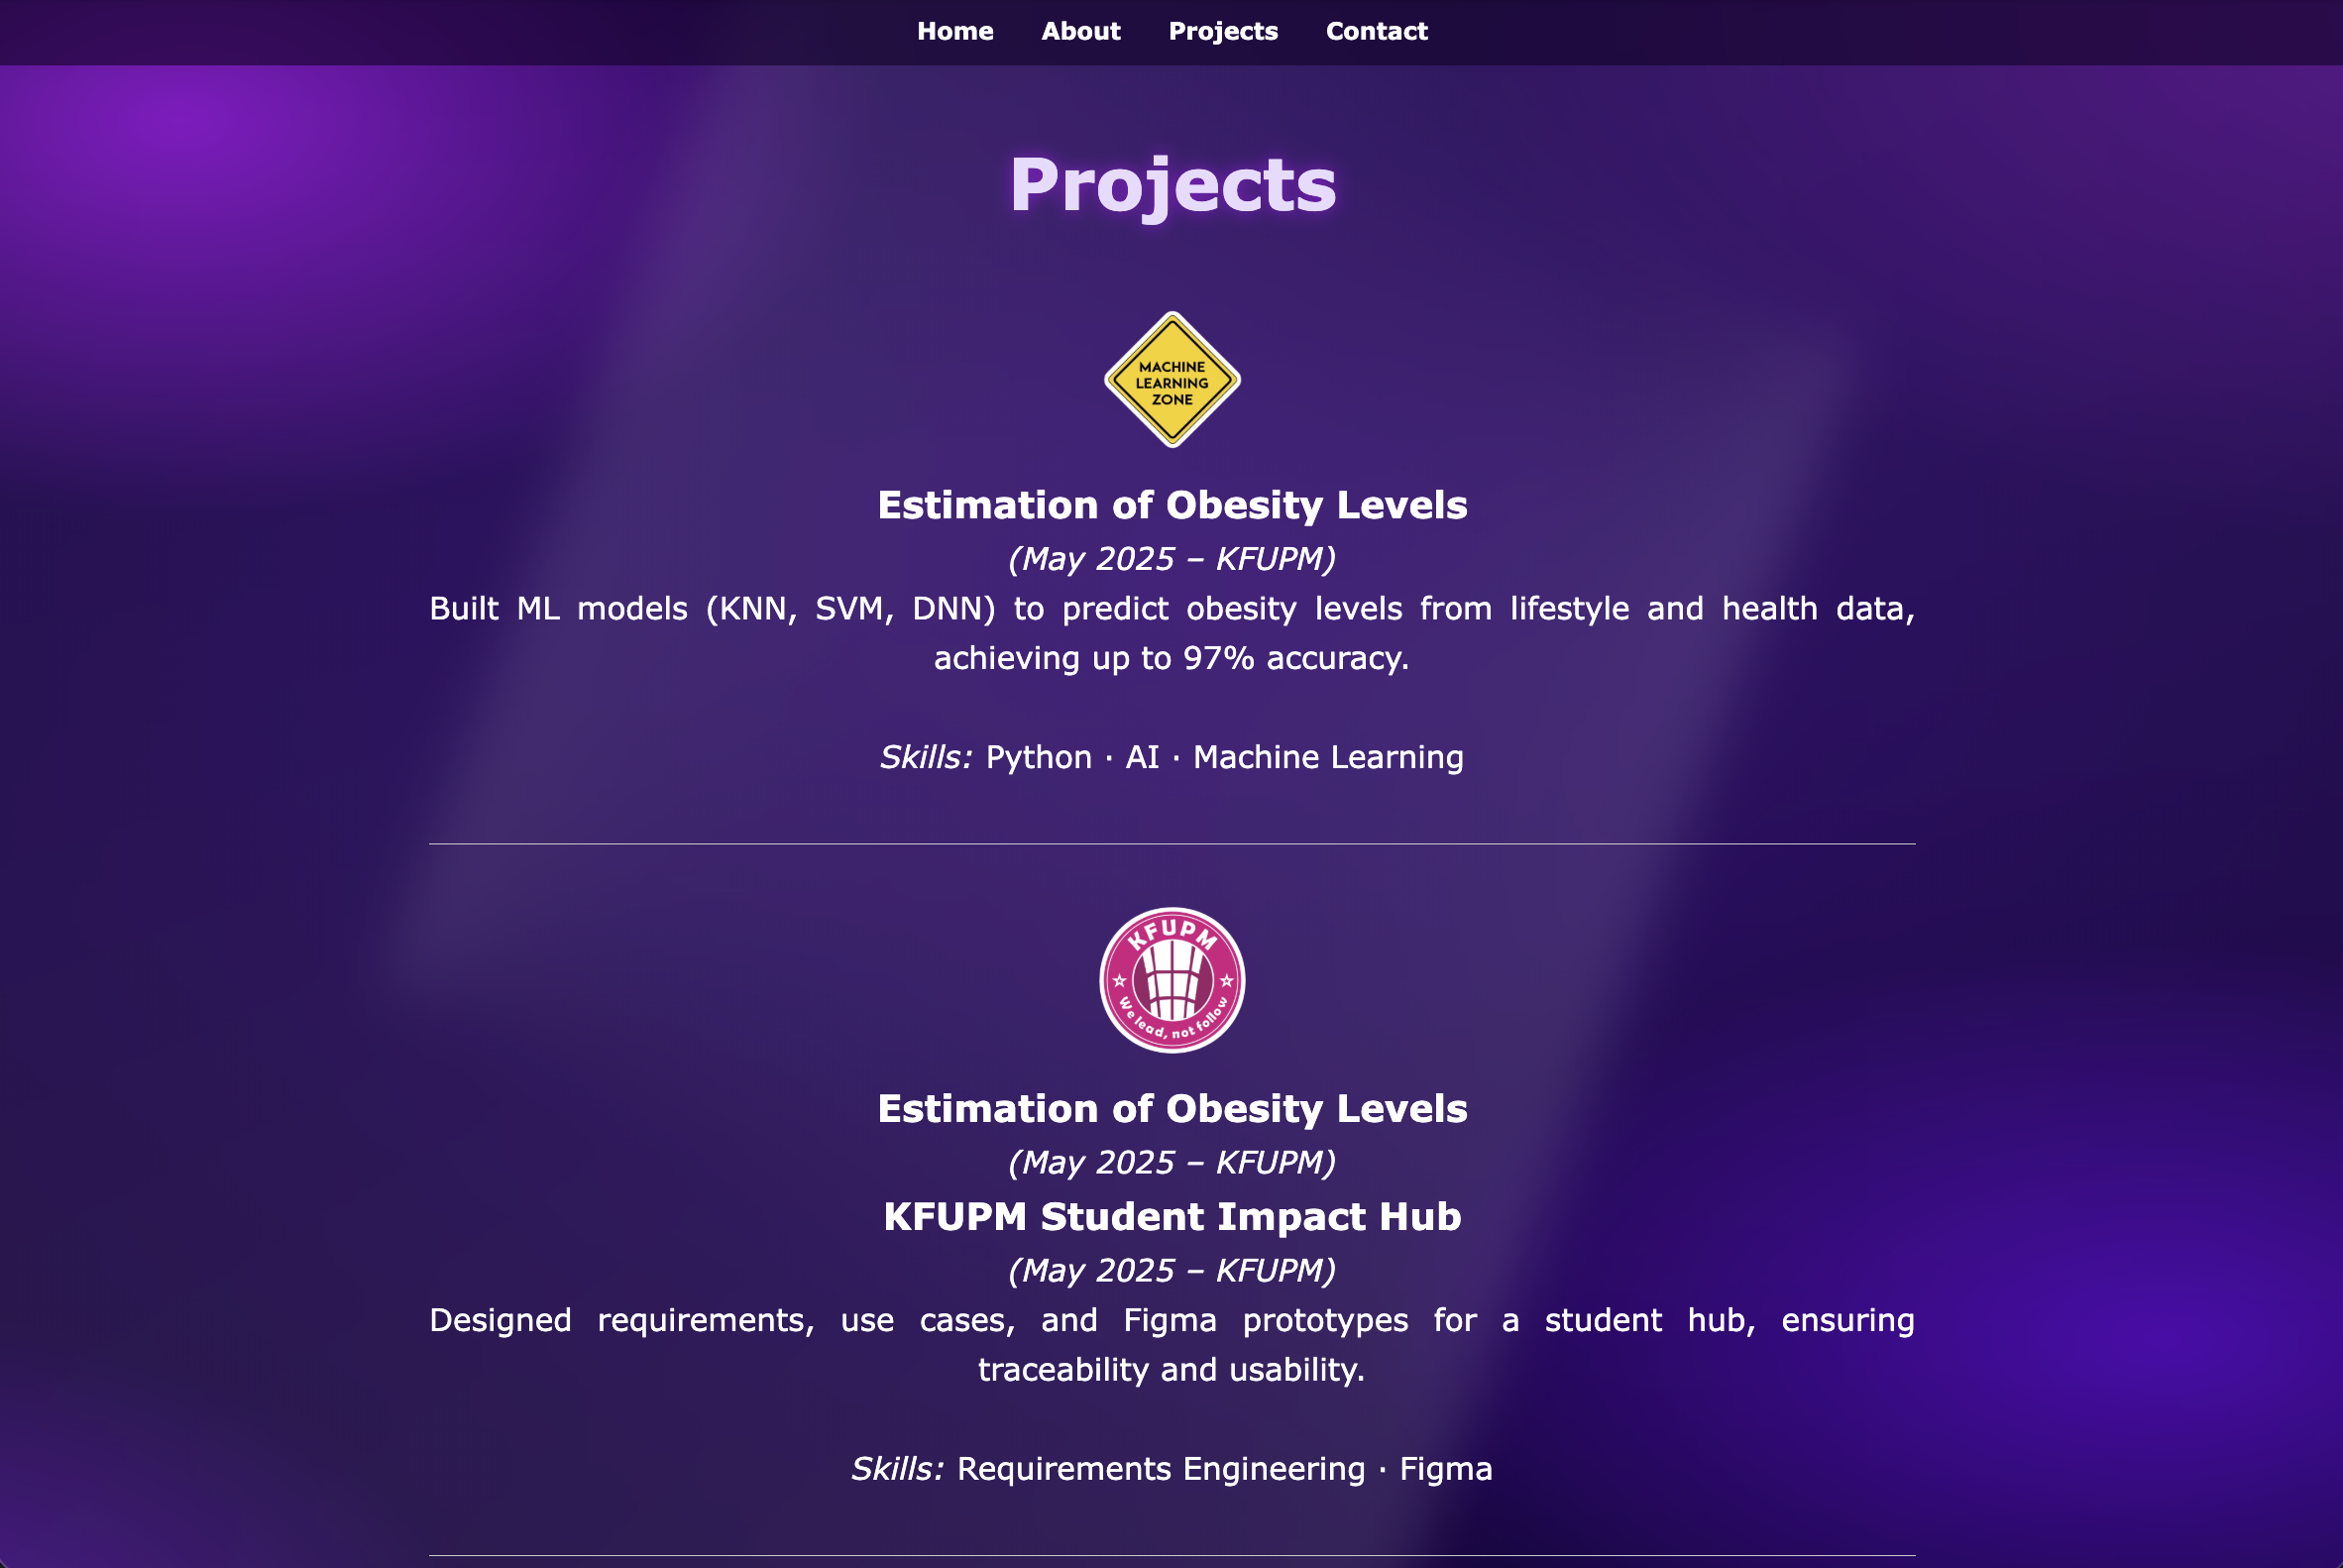 Home About Projects Contact
Projects
MACHINE
LEARNING
ZONE
Estimation of Obesity Levels
(May 2025 – KFUPM)
Built ML models (KNN, SVM, DNN) to predict obesity levels from lifestyle and health data,
achieving up to 97% accuracy.
Skills: Python · AI · Machine Learning
KFUPM
We lead, not follow
Estimation of Obesity Levels
(May 2025 – KFUPM)
KFUPM Student Impact Hub
(May 2025 – KFUPM)
Designed requirements, use cases, and Figma prototypes for a student hub, ensuring
traceability and usability.
Skills: Requirements Engineering · Figma